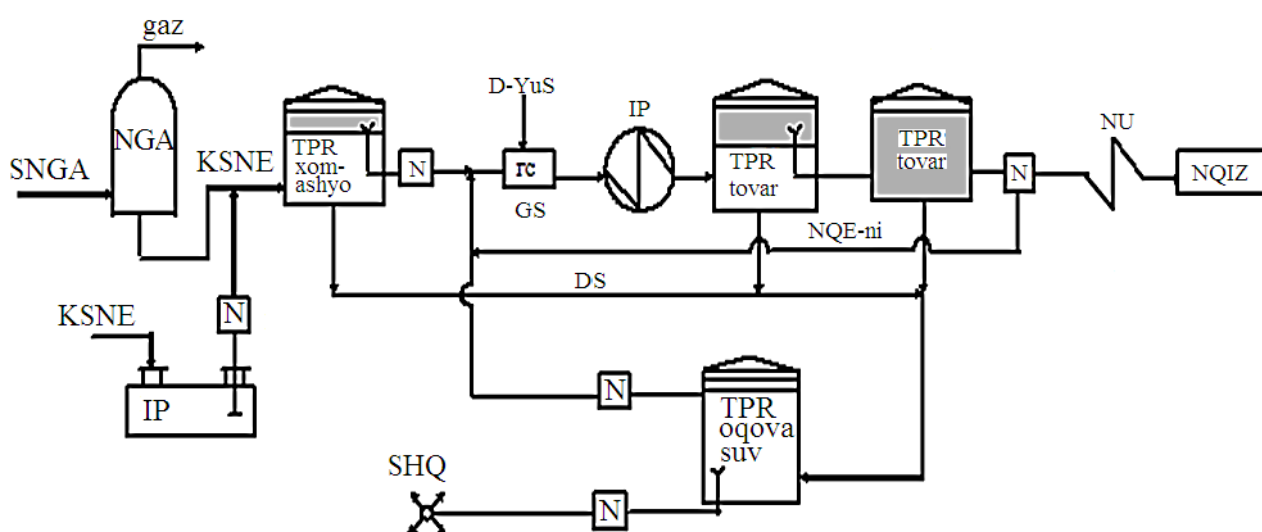 gaz
D-YuS
IP
NU
NGA
SNGA
KSNE
TPR
xom-
ashyo
N
ГС
GS
TPR
tovar
TPR
tovar
N
NQIZ
NQE-ni
DS
KSNE
N
IP
N
TPR
oqova
suv
SHQ
N